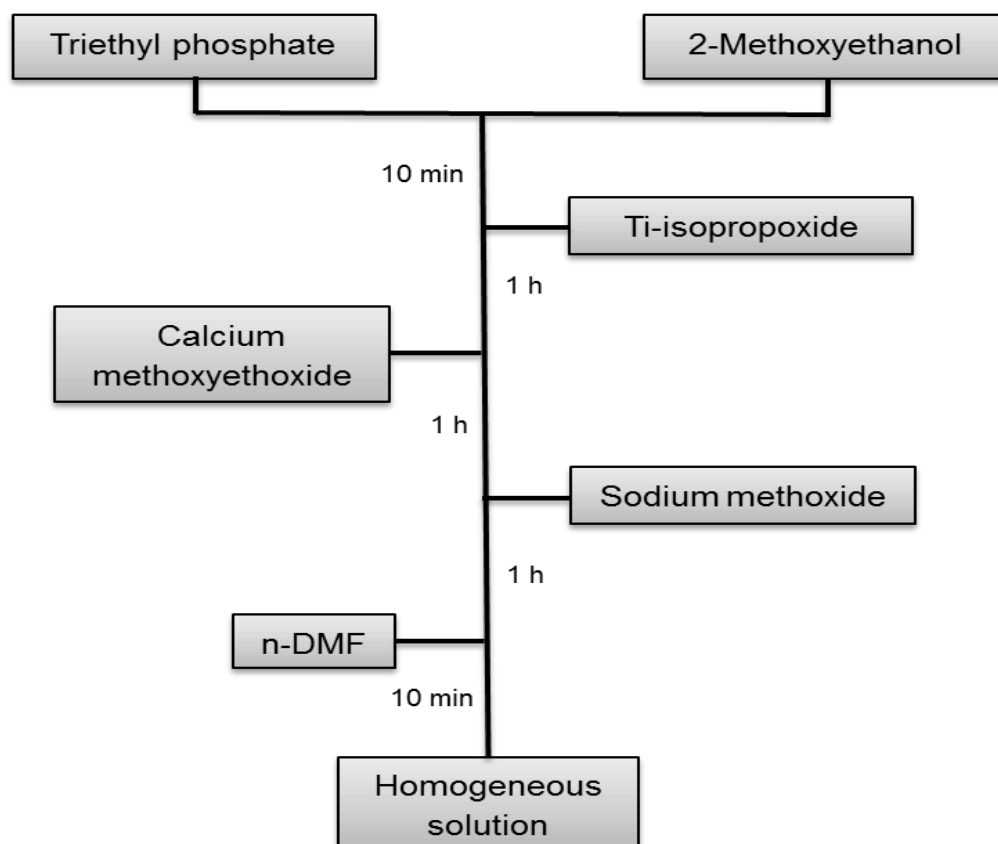 Triethyl phosphate
2-Methoxyethanol
10 min
Ti-isopropoxide
1 h
Calcium
methoxyethoxide
1 h
Sodium methoxide
1 h
n-DMF
10 min
Homogeneous
solution